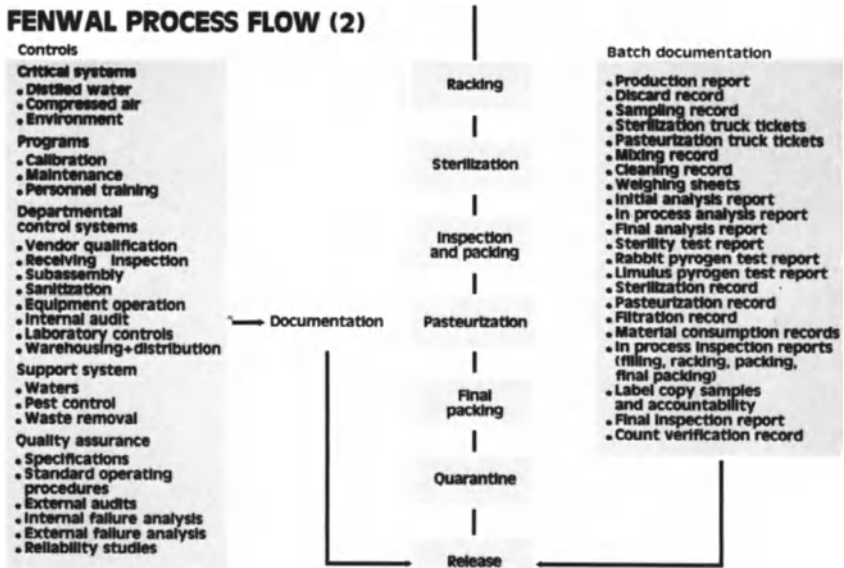 FENWAL PROCESS FLOW (2)
Controls
Critical systems
• Distilled water
• Compressed air
• Environment
Programs
• Calibration
• Maintenance
• Personnel training
Departmental
control systems
• Vendor qualification
• Receiving inspection
• Subassembly
• Sanitization
• Equipment operation
• Internal audit
• Laboratory controls
• Warehousing+distribution
Support system
• Waters
• Pest control
• Waste removal
Quality assurance
• Specifications
• Standard operating
procedures
• External audits
• Internal failure analysis
• External failure analysis
• Reliability studies
Documentation
Racking
Sterilization
Inspection
and packing
Pasteurization
Final
packing
Quarantine
Release
Batch documentation
• Production report
• Discard record
• Sampling record
• Sterilization truck tickets
• Pasteurization truck tickets
• Mixing record
• Cleaning record
• Weighing sheets
• Initial analysis report
• In process analysis report
• Final analysis report
• Sterility test report
• Rabbit pyrogen test report
• Limulus pyrogen test report
• Sterilization record
• Pasteurization record
• Filtration record
• Material consumption records
• In process inspection reports
(filling, racking, packing,
final packing)
• Label copy samples
and accountability
• Final inspection report
• Count verification record